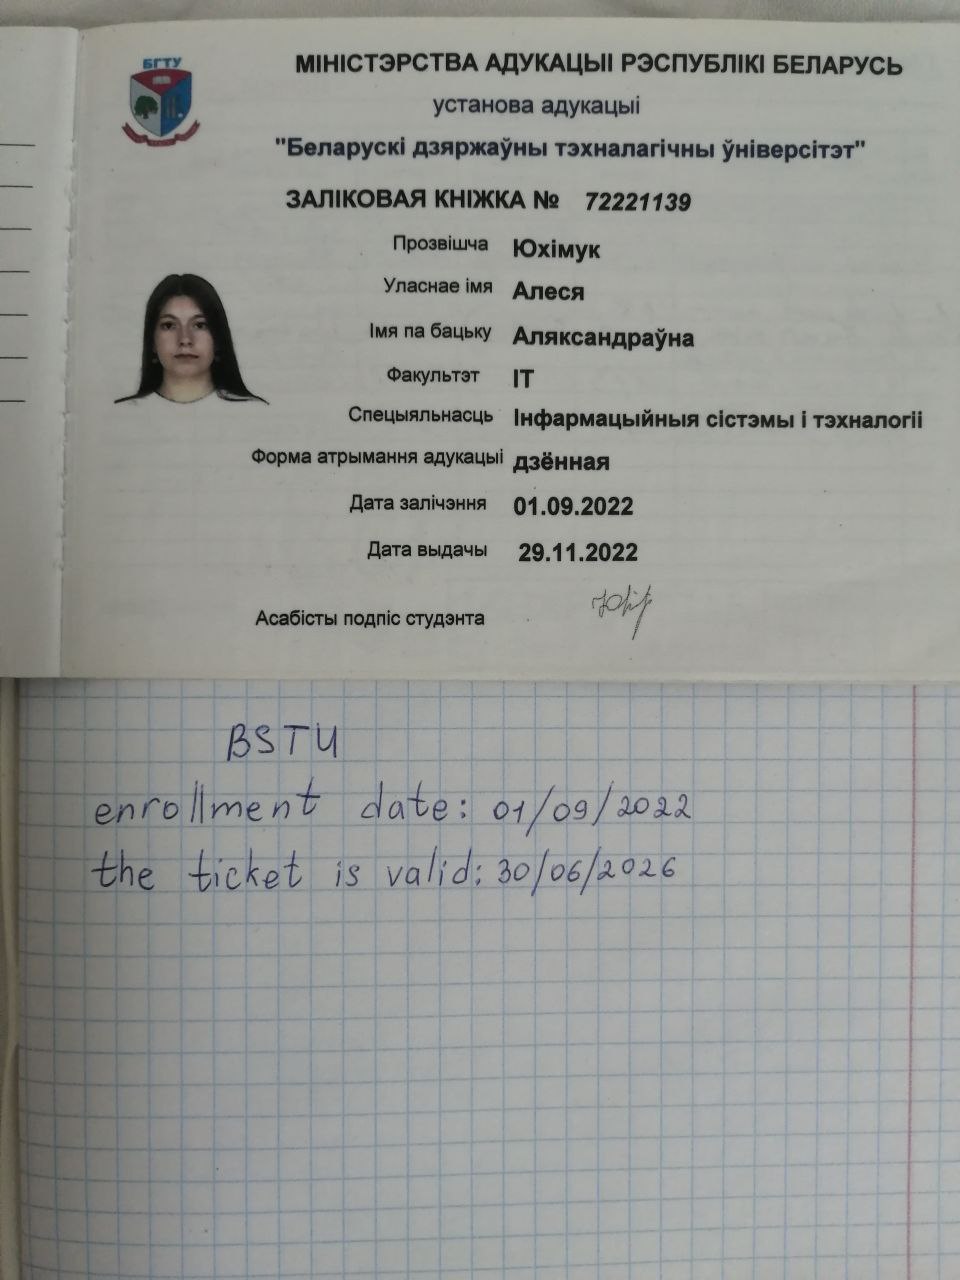 БГТУ
МІНІСТЭРСТВА АДУКАЦЫІ РЭСПУБЛІКІ БЕЛАРУСЬ
установа адукацыі
"Беларускі дзяржаўны тэхналагічны ўніверсітэт"
ЗАЛІКОВАЯ КНІЖКА № 72221139
Прозвішча Юхімук
Уласнае імя Алеся
Імя па бацьку Аляксандраўна
Факультэт ІТ
Спецыяльнасць Інфармацыйныя сістэмы і тэхналогіі
Форма атрымання адукацыі дзённая
Дата залічэння 01.09.2022
Дата выдачы 29.11.2022
Асабісты подпіс студэнта
BSTU
enrollment date: 01/09/2022
the ticket is valid: 30/06/2026